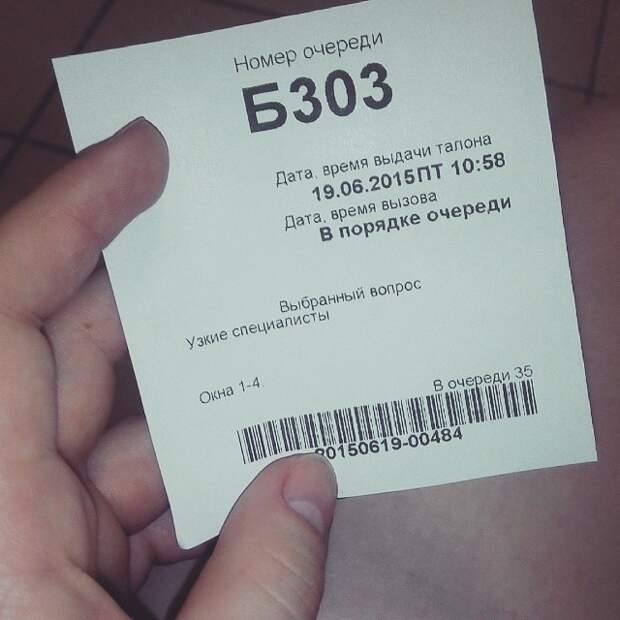 Номер очереди
Б303
Дата, время выдачи талона
19.06.2015ПТ 10:58
Дата, время вызова
В порядке очереди
Выбранный вопрос
Узкие специалисты
Окна 1-4.
В очереди 35
20150619-00484